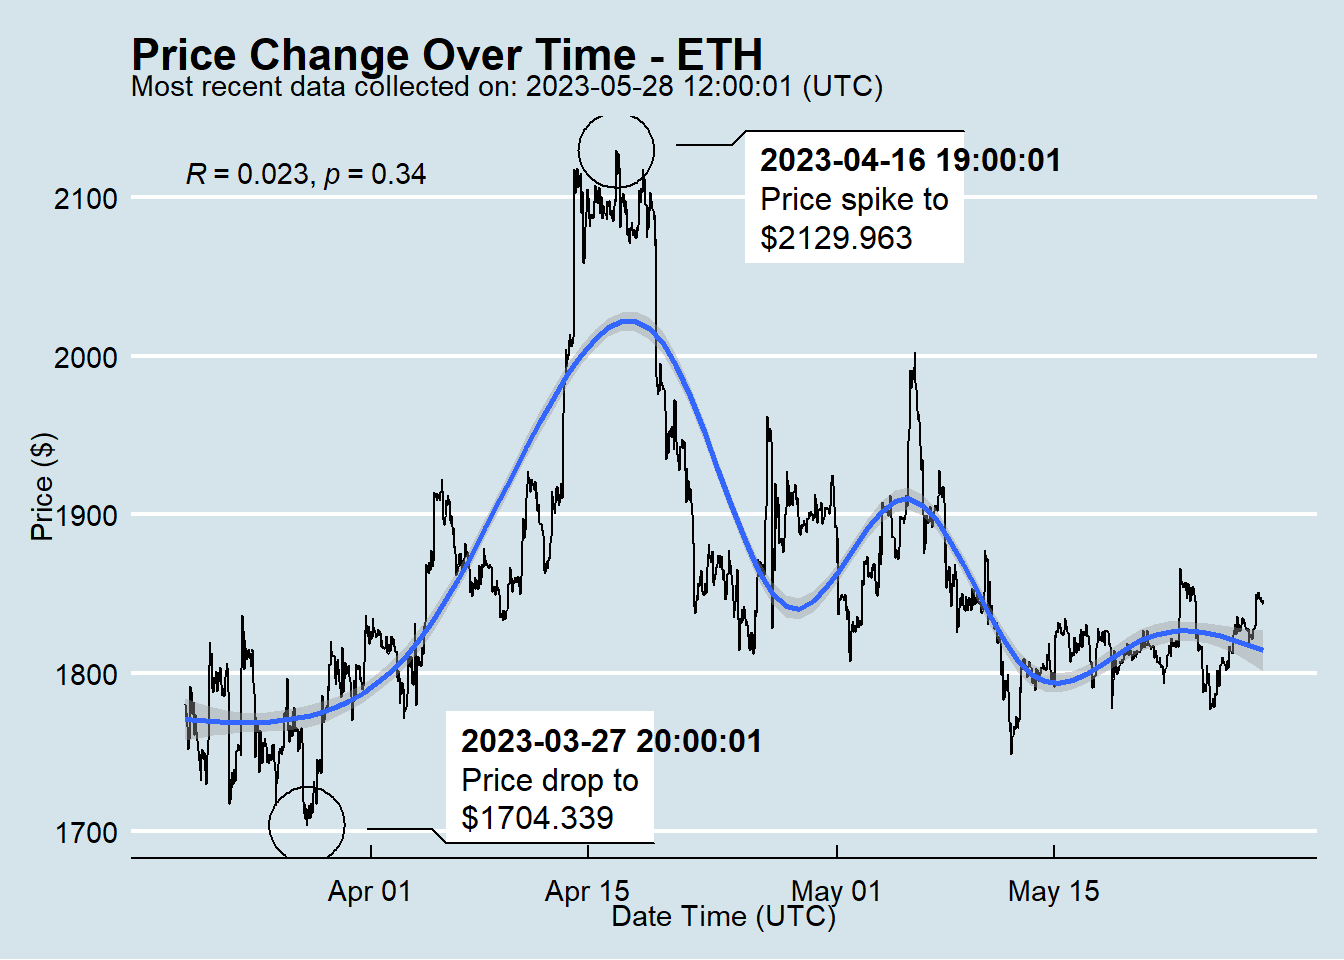 Price Change Over Time - ETH
Most recent data collected on: 2023-05-28 12:00:01 (UTC)
R = 0.023, p = 0.34
2023-04-16 19:00:01
Price spike to
$2129.963
2100
2000
1900
1800
1700
Price ($)
2023-03-27 20:00:01
Price drop to
$1704.339
Apr 01 Apr 15 May 01 May 15
Date Time (UTC)